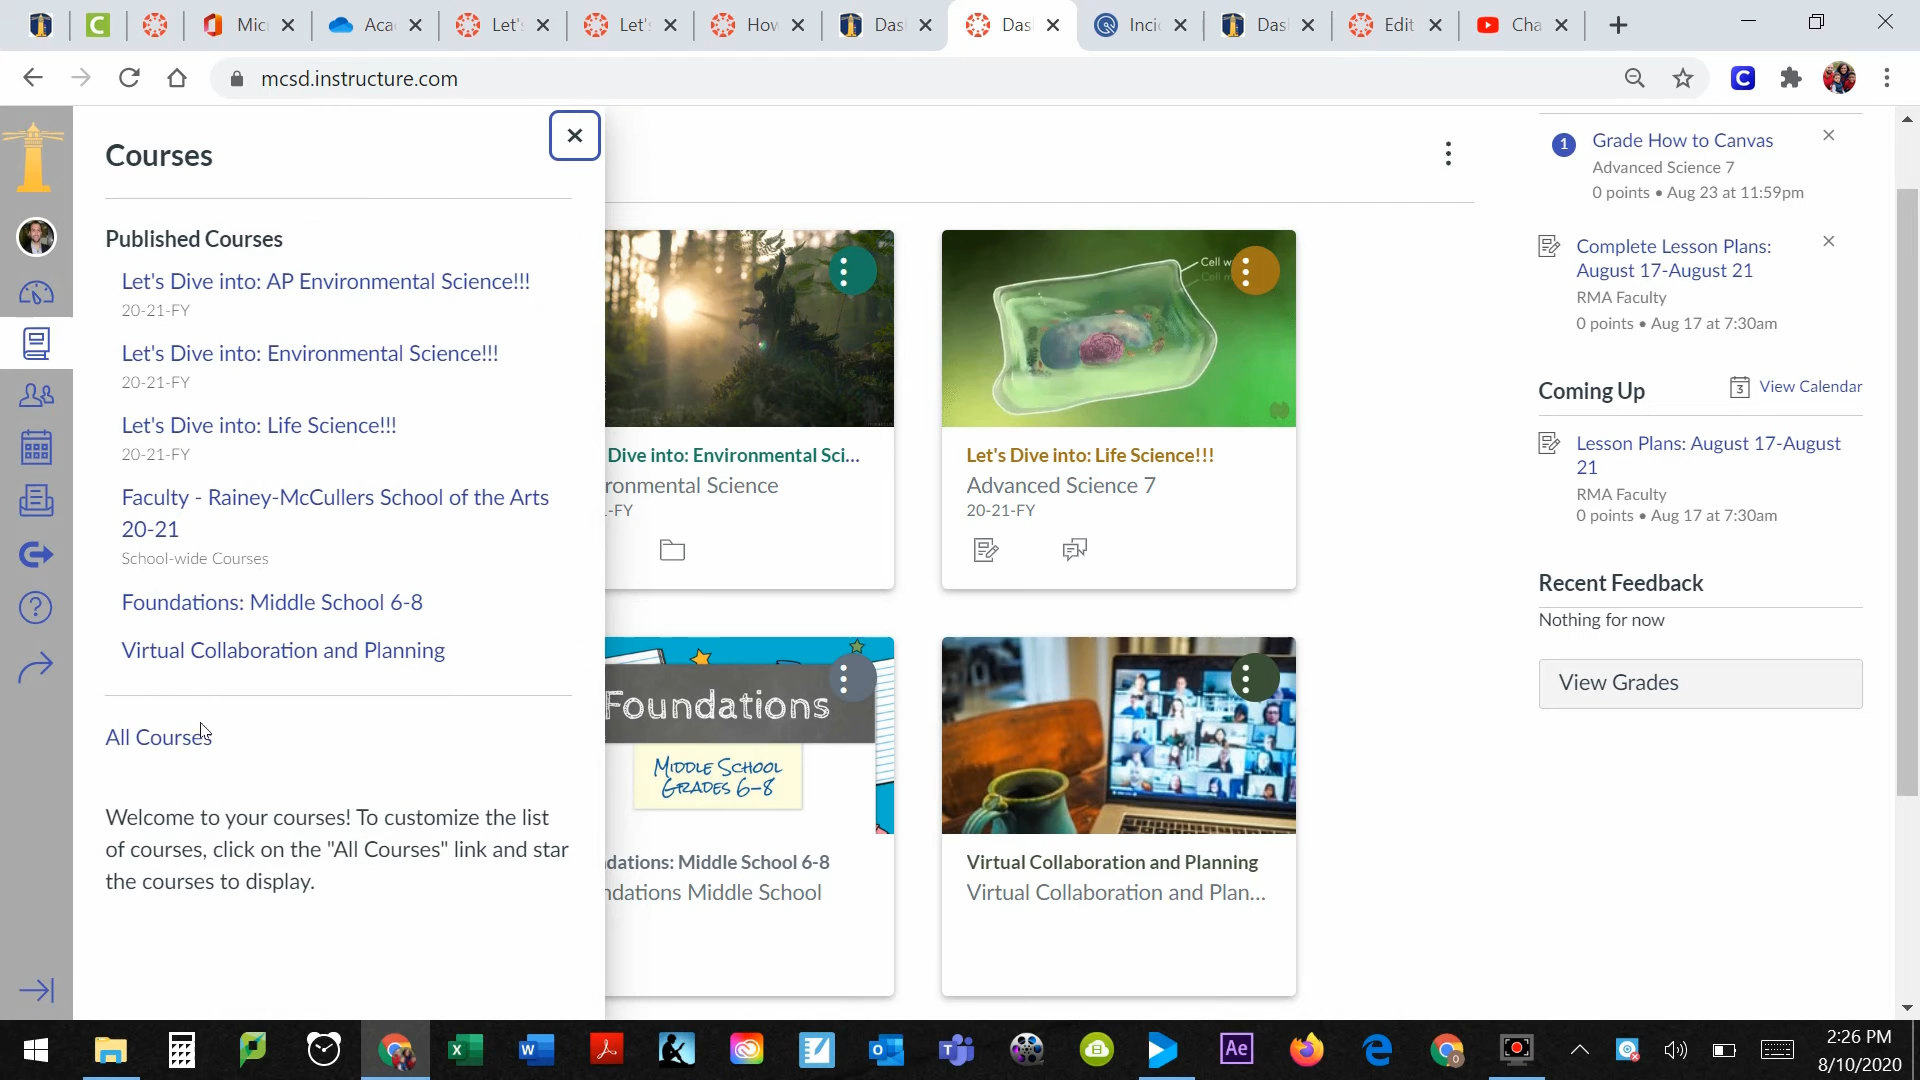 Mic
Aca
Let'
Let'
How
Das
Das
Inci
Das
Edit
Cha
mcsd.instructure.com
Courses
Published Courses
Let's Dive into: AP Environmental Science!!!
20-21-FY
Let's Dive into: Environmental Science!!!
20-21-FY
Let's Dive into: Life Science!!!
20-21-FY
Faculty - Rainey-McCullers School of the Arts
20-21
School-wide Courses
Foundations: Middle School 6-8
Virtual Collaboration and Planning
All Courses
Welcome to your courses! To customize the list
of courses, click on the "All Courses" link and star
the courses to display.
Dive into: Environmental Sci...
ronmental Science
-FY
Cell w
Cell m
Let's Dive into: Life Science!!!
Advanced Science 7
20-21-FY
Foundations
MIDDLE SCHOOL
GRADES 6-8
dations: Middle School 6-8
ndations Middle School
Virtual Collaboration and Planning
Virtual Collaboration and Plan...
1
Grade How to Canvas
Advanced Science 7
0 points • Aug 23 at 11:59pm
Complete Lesson Plans:
August 17-August 21
RMA Faculty
0 points • Aug 17 at 7:30am
Coming Up
3
View Calendar
Lesson Plans: August 17-August
21
RMA Faculty
0 points • Aug 17 at 7:30am
Recent Feedback
Nothing for now
View Grades
Ae
2:26 PM
8/10/2020